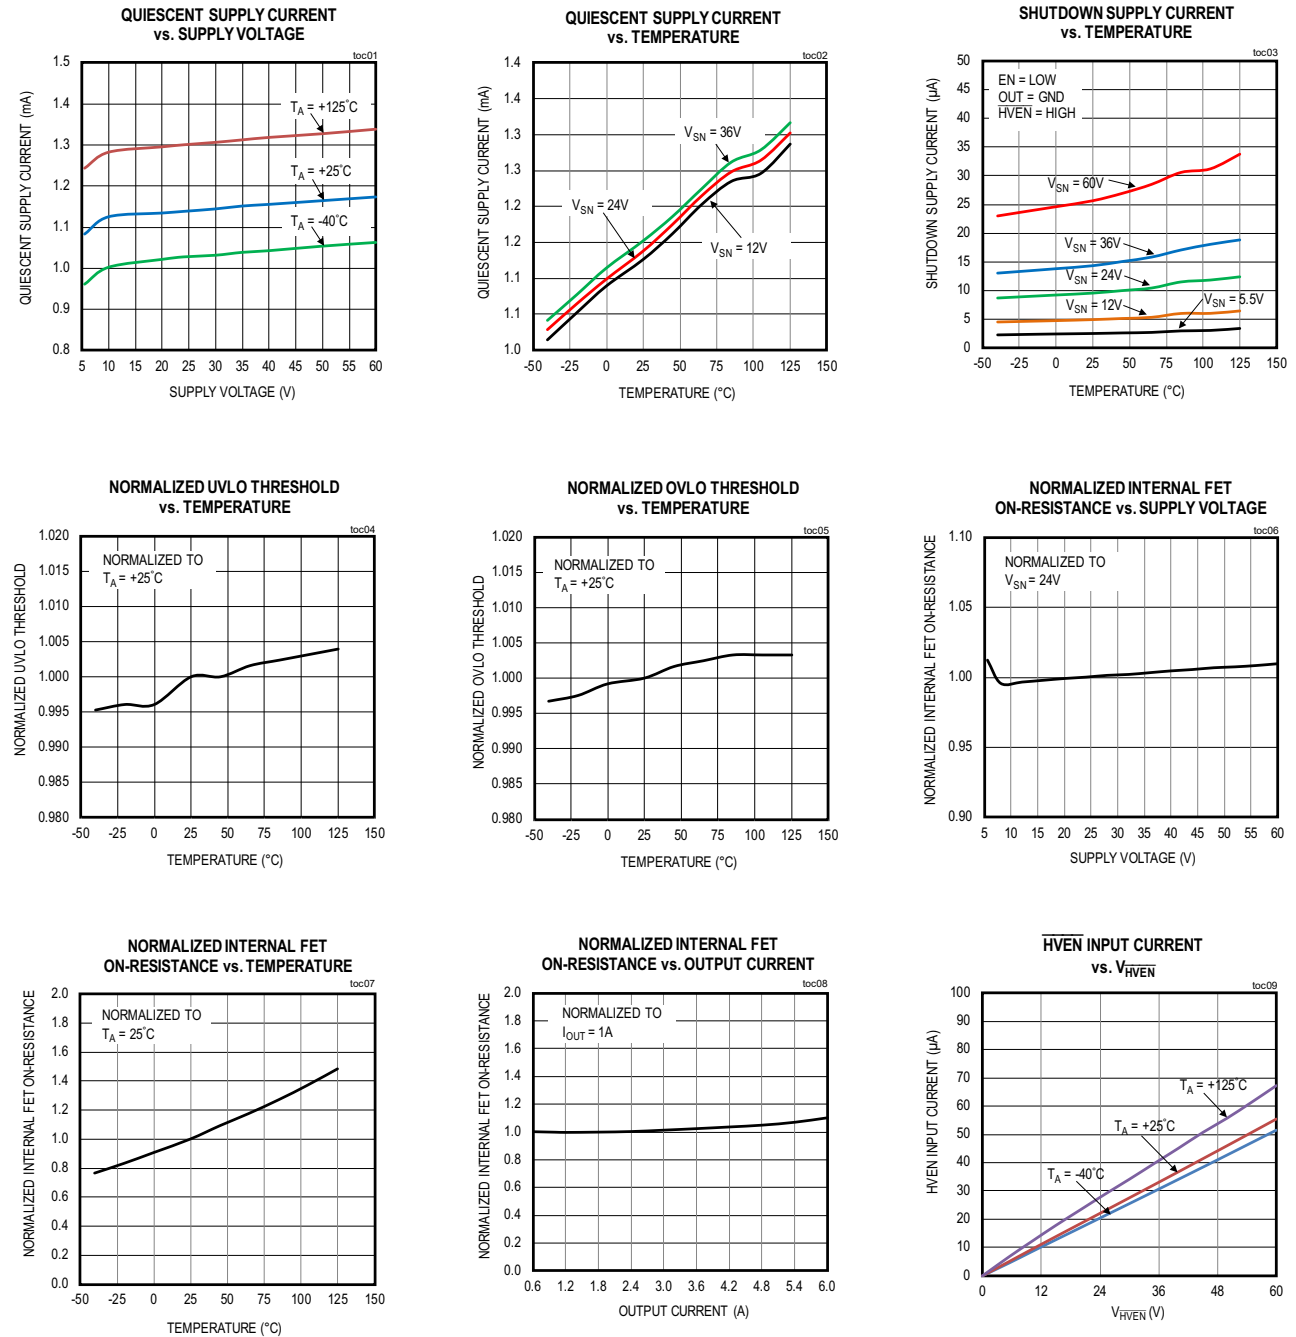 QUIESCENT SUPPLY CURRENT
vs. SUPPLY VOLTAGE
toc01
QUIESCENT SUPPLY CURRENT (mA)
1.5
1.4
1.3
1.2
1.1
1.0
0.9
0.8
TA = +125°C
TA = +25°C
TA = -40°C
5 10 15 20 25 30 35 40 45 50 55 60
SUPPLY VOLTAGE (V)
QUIESCENT SUPPLY CURRENT
vs. TEMPERATURE
toc02
QUIESCENT SUPPLY CURRENT (mA)
1.4
1.4
1.3
1.3
1.2
1.2
1.1
1.1
1.0
VSN = 36V
VSN = 24V
VSN = 12V
-50 -25 0 25 50 75 100 125 150
TEMPERATURE (°C)
SHUTDOWN SUPPLY CURRENT
vs. TEMPERATURE
toc03
SHUTDOWN SUPPLY CURRENT (µA)
50
45
40
35
30
25
20
15
10
5
0
EN = LOW
OUT = GND
HVEN = HIGH
VSN = 60V
VSN = 36V
VSN = 24V
VSN = 12V
VSN = 5.5V
-50 -25 0 25 50 75 100 125 150
TEMPERATURE (°C)
NORMALIZED UVLO THRESHOLD
vs. TEMPERATURE
toc04
NORMALIZED UVLO THRESHOLD
1.020
1.015
1.010
1.005
1.000
0.995
0.990
0.985
0.980
NORMALIZED TO
TA = +25°C
-50 -25 0 25 50 75 100 125 150
TEMPERATURE (°C)
NORMALIZED OVLO THRESHOLD
vs. TEMPERATURE
toc05
NORMALIZED OVLO THRESHOLD
1.020
1.015
1.010
1.005
1.000
0.995
0.990
0.985
0.980
NORMALIZED TO
TA = +25°C
-50 -25 0 25 50 75 100 125 150
TEMPERATURE (°C)
NORMALIZED INTERNAL FET
ON-RESISTANCE vs. SUPPLY VOLTAGE
toc06
NORMALIZED INTERNAL FET ON-RESISTANCE
1.10
1.05
1.00
0.95
0.90
NORMALIZED TO
VSN = 24V
5 10 15 20 25 30 35 40 45 50 55 60
SUPPLY VOLTAGE (V)
NORMALIZED INTERNAL FET
ON-RESISTANCE vs. TEMPERATURE
toc07
NORMALIZED INTERNAL FET ON-RESISTANCE
2.0
1.8
1.6
1.4
1.2
1.0
0.8
0.6
0.4
0.2
0.0
NORMALIZED TO
TA = 25°C
-50 -25 0 25 50 75 100 125 150
TEMPERATURE (°C)
NORMALIZED INTERNAL FET
ON-RESISTANCE vs. OUTPUT CURRENT
toc08
NORMALIZED INTERNAL FET ON-RESISTANCE
2.0
1.8
1.6
1.4
1.2
1.0
0.8
0.6
0.4
0.2
0.0
NORMALIZED TO
IOUT = 1A
0.6 1.2 1.8 2.4 3.0 3.6 4.2 4.8 5.4 6.0
OUTPUT CURRENT (A)
HVEN INPUT CURRENT
vs. VHVEN
toc09
HVEN INPUT CURRENT (µA)
100
90
80
70
60
50
40
30
20
10
0
TA = +125°C
TA = +25°C
TA = -40°C
0 12 24 36 48 60
VHVEN (V)